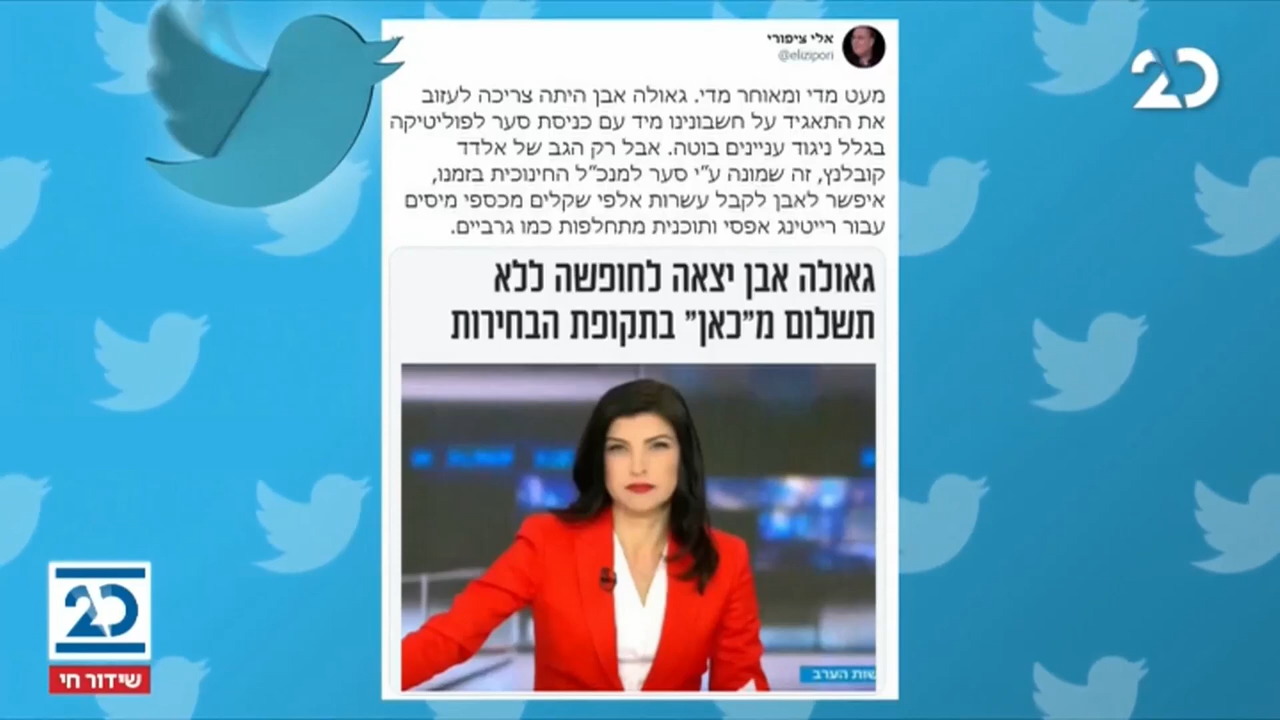 אלי ציפורי
@elizipori
מעט מדי ומאוחר מדי. גאולה אבן היתה צריכה לעזוב
את התאגיד על חשבונינו מיד עם כניסת סער לפוליטיקה
בגלל ניגוד עניינים בוטה. אבל רק הגב של אלדד
קובלנץ, זה שמונה ע"י סער למנכ"ל החינוכית בזמנו,
איפשר לאבן לקבל עשרות אלפי שקלים מכספי מיסים
עבור רייטינג אפסי ותוכנית מתחלפות כמו גרביים.
גאולה אבן יצאה לחופשה ללא
תשלום מ"כאן" בתקופת הבחירות
שות הערב
20
20
שידור חי